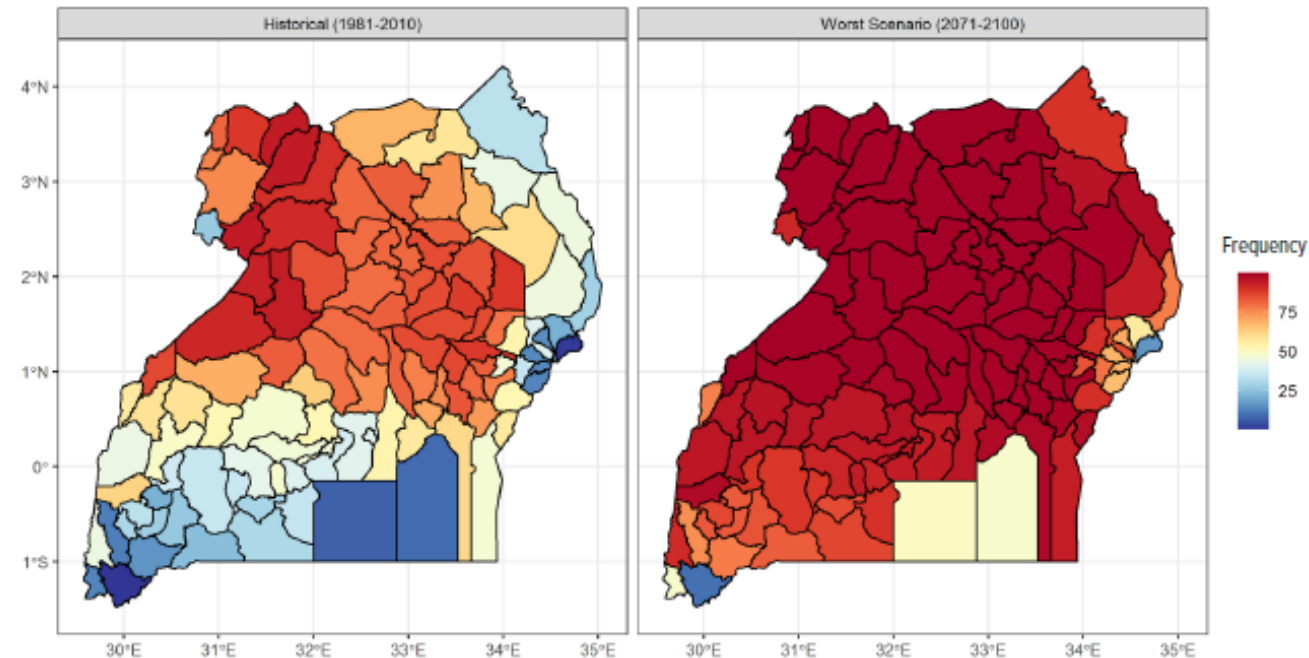 Historical (1981-2010)
Worst Scenario (2071-2100)
4°N
3°N
2°N
1°N
0°
1°S
30°E 31°E 32°E 33°E 34°E 35°E
30°E 31°E 32°E 33°E 34°E 35°E
Frequency
75
50
25